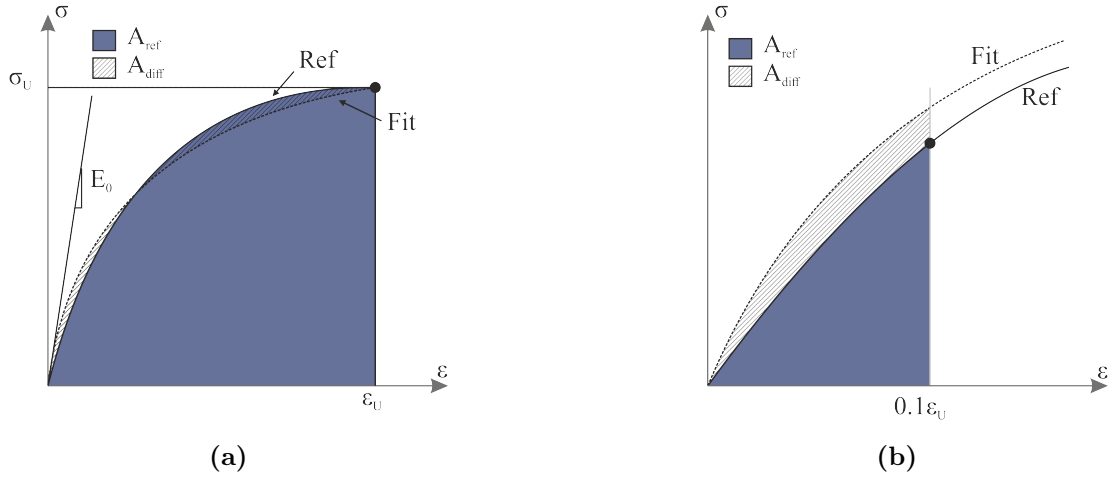 σ
A_ref
A_diff
σ_U
Ref
Fit
E_0
ε
ε_U
(a)
σ
A_ref
A_diff
Fit
Ref
ε
0.1ε_U
(b)